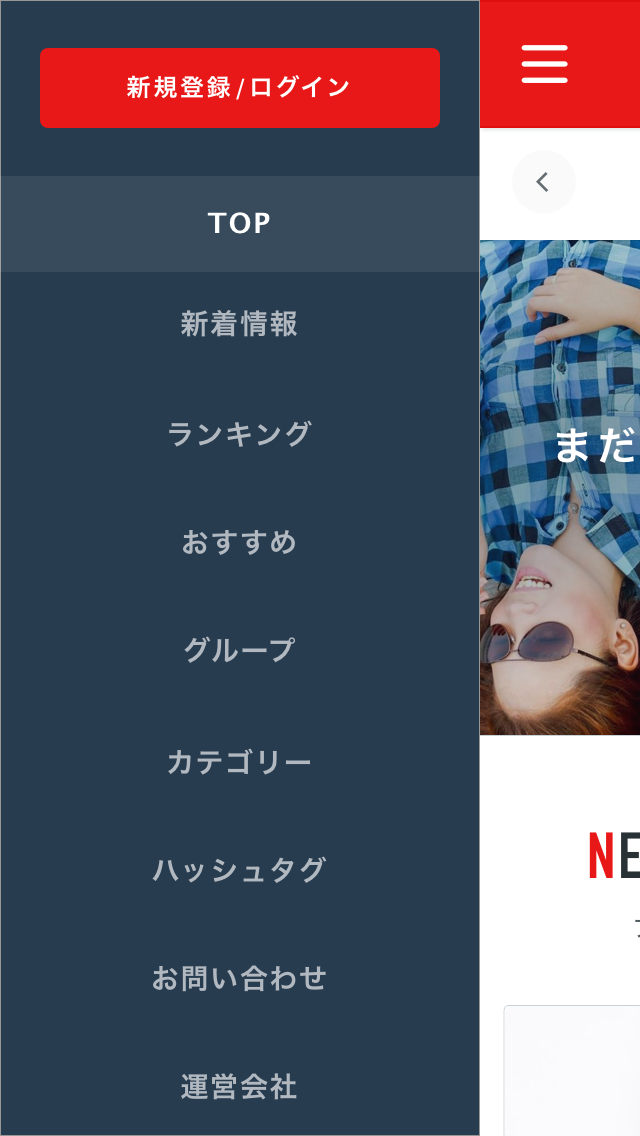 新規登録/ログイン
TOP
新着情報
ランキング
おすすめ
グループ
カテゴリー
ハッシュタグ
お問い合わせ
運営会社
まだ
NE